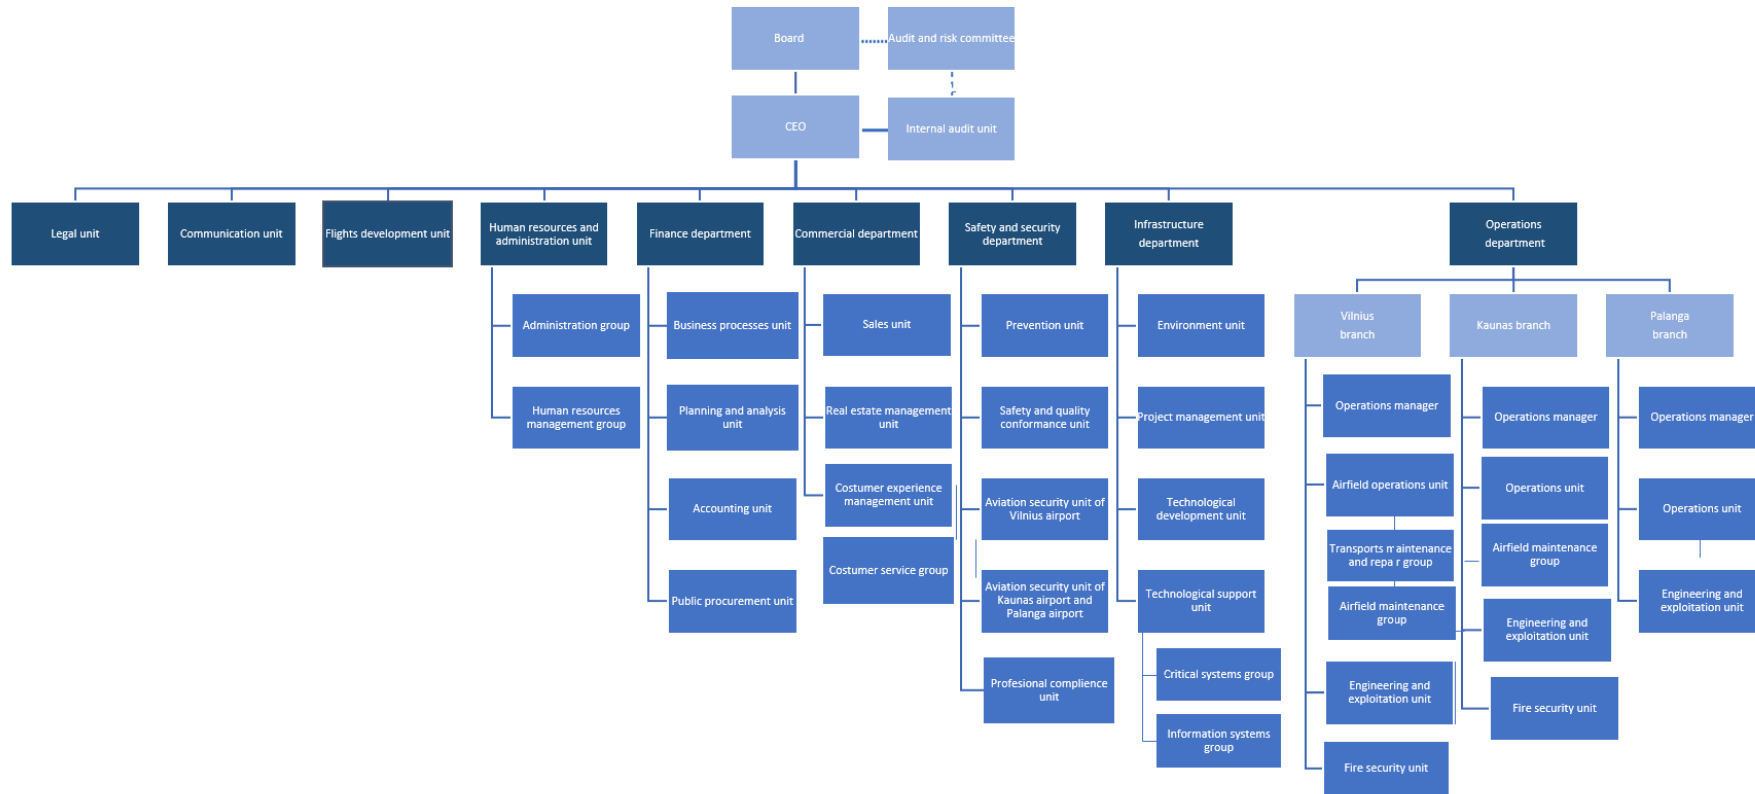 Board
Audit and risk committee
CEO
Internal audit unit
Legal unit
Communication unit
Flights development unit
Human resources and
administration unit
Finance department
Commercial department
Safety and security
department
Infrastructure
department
Operations
department
Administration group
Human resources
management group
Business processes unit
Planning and analysis
unit
Accounting unit
Public procurement unit
Sales unit
Real estate management
unit
Costumer experience
management unit
Costumer service group
Prevention unit
Safety and quality
conformance unit
Aviation security unit of
Vilnius airport
Aviation security unit of
Kaunas airport and
Palanga airport
Profesional complience
unit
Environment unit
Project management unit
Technological
development unit
Technological support
unit
Critical systems group
Information systems
group
Vilnius
branch
Operations manager
Airfield operations unit
Transports maintenance
and repair group
Airfield maintenance
group
Engineering and
exploitation unit
Fire security unit
Kaunas branch
Operations manager
Operations unit
Airfield maintenance
group
Engineering and
exploitation unit
Fire security unit
Palanga
branch
Operations manager
Operations unit
Engineering and
exploitation unit